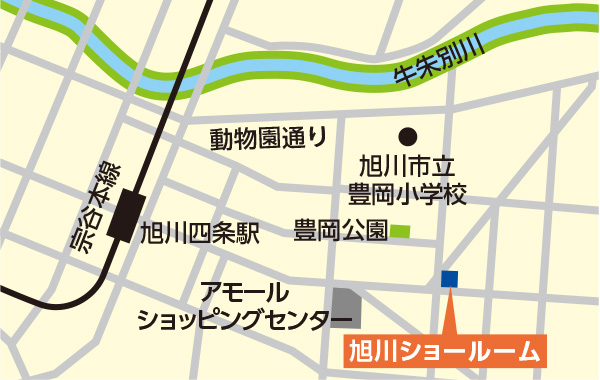 牛朱別川
動物園通り
旭川市立
豊岡小学校
宗谷本線
旭川四条駅
豊岡公園
アモール
ショッピングセンター
旭川ショールーム